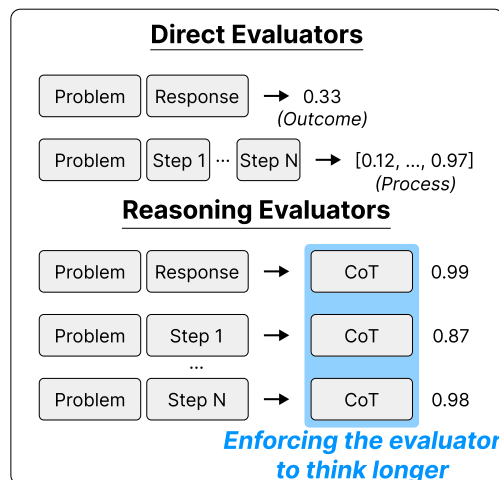 Direct Evaluators
Problem Response → 0.33
(Outcome)
Problem Step 1 ... Step N → [0.12, ..., 0.97]
(Process)
Reasoning Evaluators
Problem Response → CoT 0.99
Problem Step 1 → CoT 0.87
...
Problem Step N → CoT 0.98
Enforcing the evaluator
to think longer